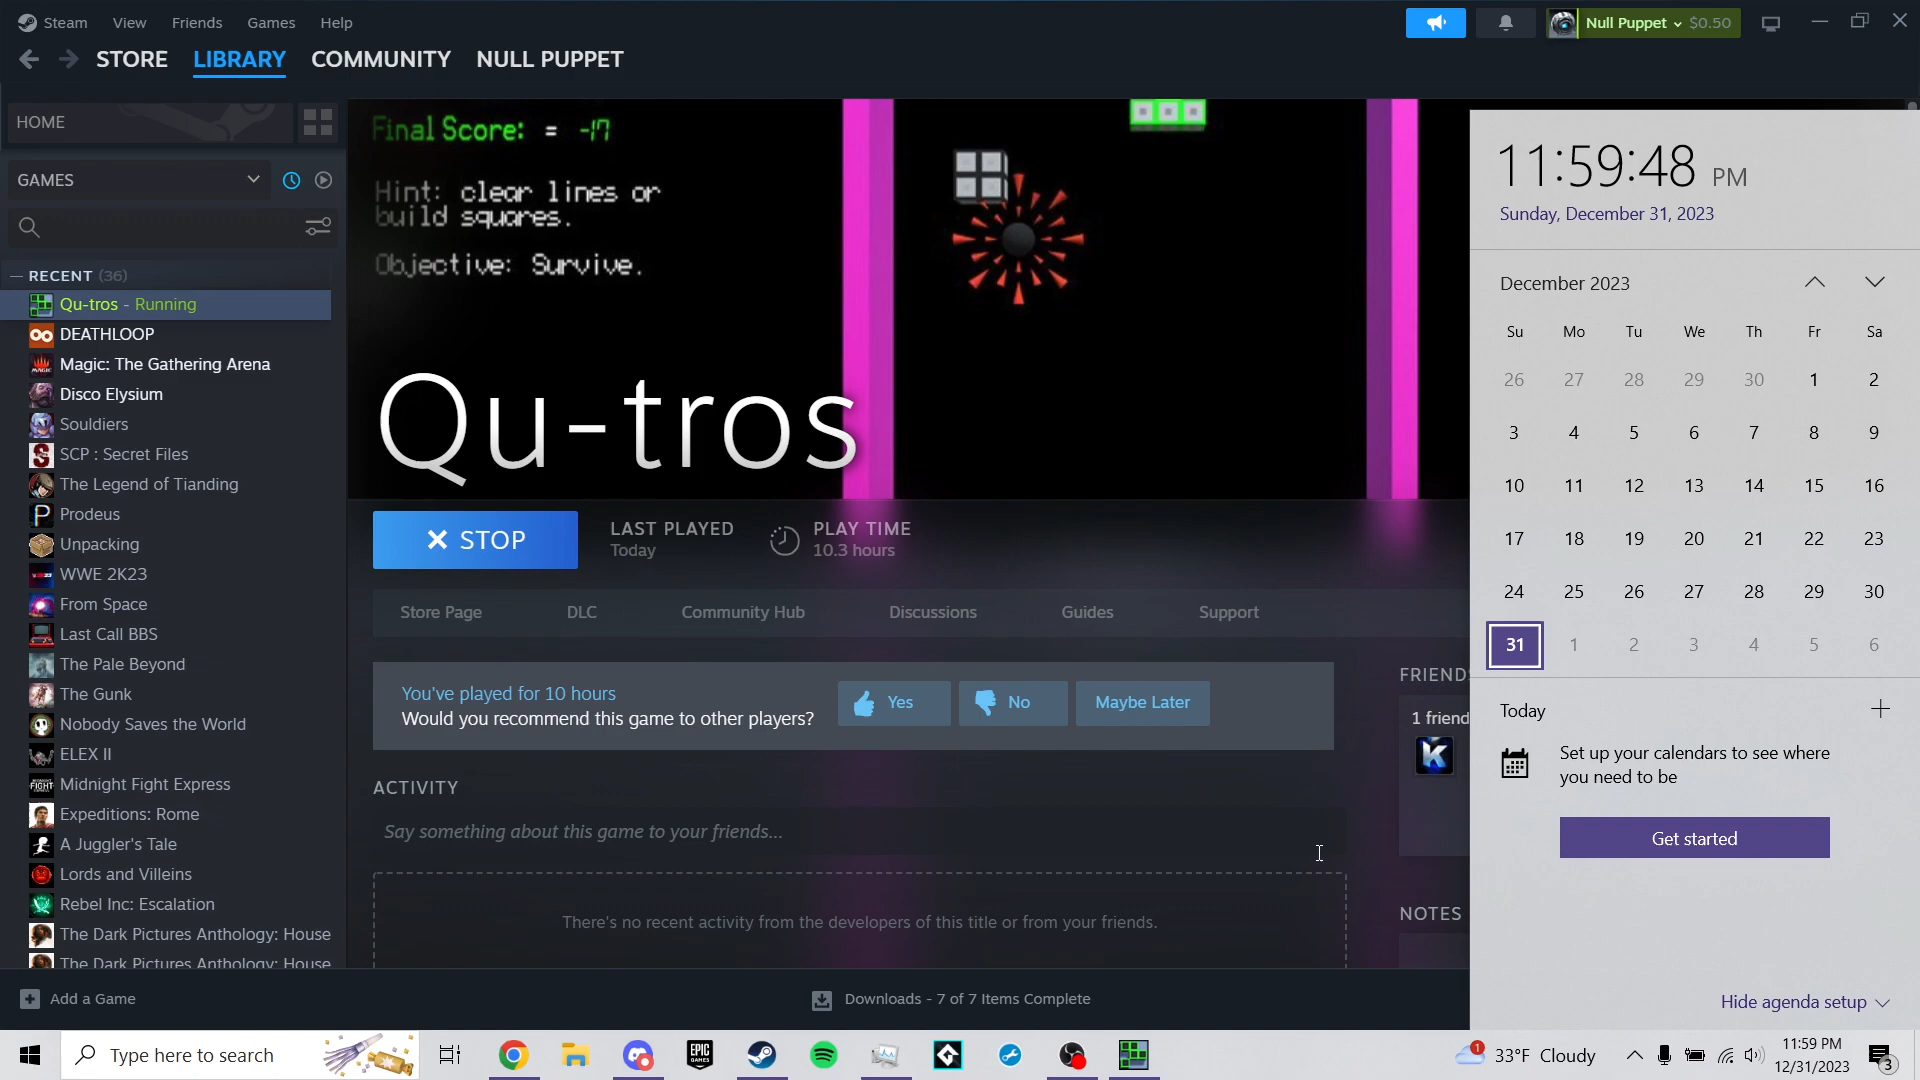 Steam View Friends Games Help
Null Puppet $0.50
STORE LIBRARY COMMUNITY NULL PUPPET
HOME
GAMES
RECENT (36)
Qu-tros - Running
DEATHLOOP
Magic: The Gathering Arena
Disco Elysium
Souldiers
SCP : Secret Files
The Legend of Tianding
Prodeus
Unpacking
WWE 2K23
From Space
Last Call BBS
The Pale Beyond
The Gunk
Nobody Saves the World
ELEX II
Midnight Fight Express
Expeditions: Rome
A Juggler's Tale
Lords and Villeins
Rebel Inc: Escalation
The Dark Pictures Anthology: House
The Dark Pictures Anthology: House
Add a Game
Final Score: = -17
Hint: clear lines or
build squares.
Objective: Survive.
Qu-tros
STOP
LAST PLAYED
Today
PLAY TIME
10.3 hours
Store Page DLC Community Hub Discussions Guides Support
You've played for 10 hours
Would you recommend this game to other players?
Yes No Maybe Later
ACTIVITY
Say something about this game to your friends...
There's no recent activity from the developers of this title or from your friends.
FRIEND
1 friend
K
NOTES
Downloads - 7 of 7 Items Complete
11:59:48 PM
Sunday, December 31, 2023
December 2023
Su Mo Tu We Th Fr Sa
26 27 28 29 30 1 2
3 4 5 6 7 8 9
10 11 12 13 14 15 16
17 18 19 20 21 22 23
24 25 26 27 28 29 30
31 1 2 3 4 5 6
Today
Set up your calendars to see where
you need to be
Get started
Hide agenda setup
Type here to search
EPIC
GAMES
1
33°F Cloudy
11:59 PM
12/31/2023
3